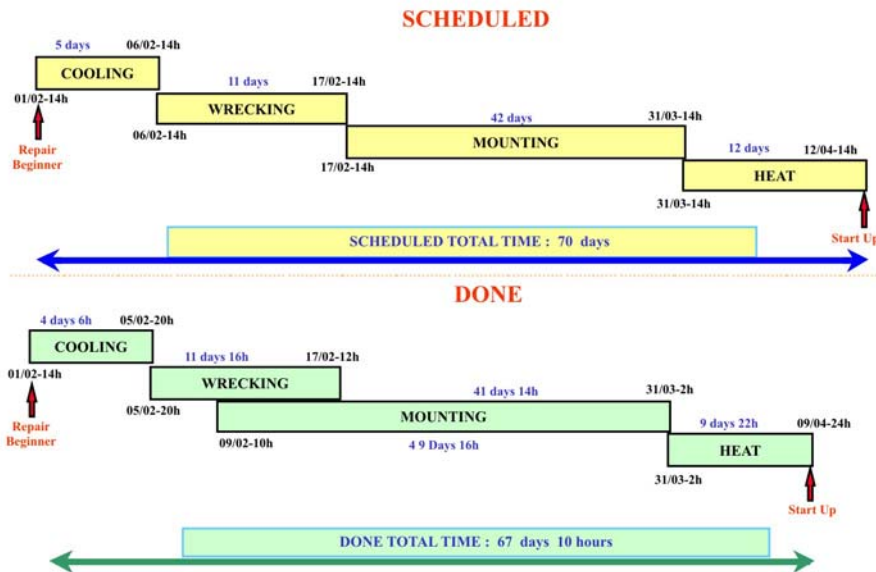 SCHEDULED
5 days
06/02-14h
COOLING
01/02-14h
11 days
17/02-14h
WRECKING
06/02-14h
Repair
Beginner
42 days
31/03-14h
MOUNTING
17/02-14h
12 days
12/04-14h
HEAT
31/03-14h
Start Up
SCHEDULED TOTAL TIME : 70 days
DONE
4 days 6h
05/02-20h
COOLING
01/02-14h
11 days 16h
17/02-12h
WRECKING
05/02-20h
Repair
Beginner
41 days 14h
31/03-2h
MOUNTING
09/02-10h
4 9 Days 16h
9 days 22h
09/04-24h
HEAT
31/03-2h
Start Up
DONE TOTAL TIME : 67 days 10 hours